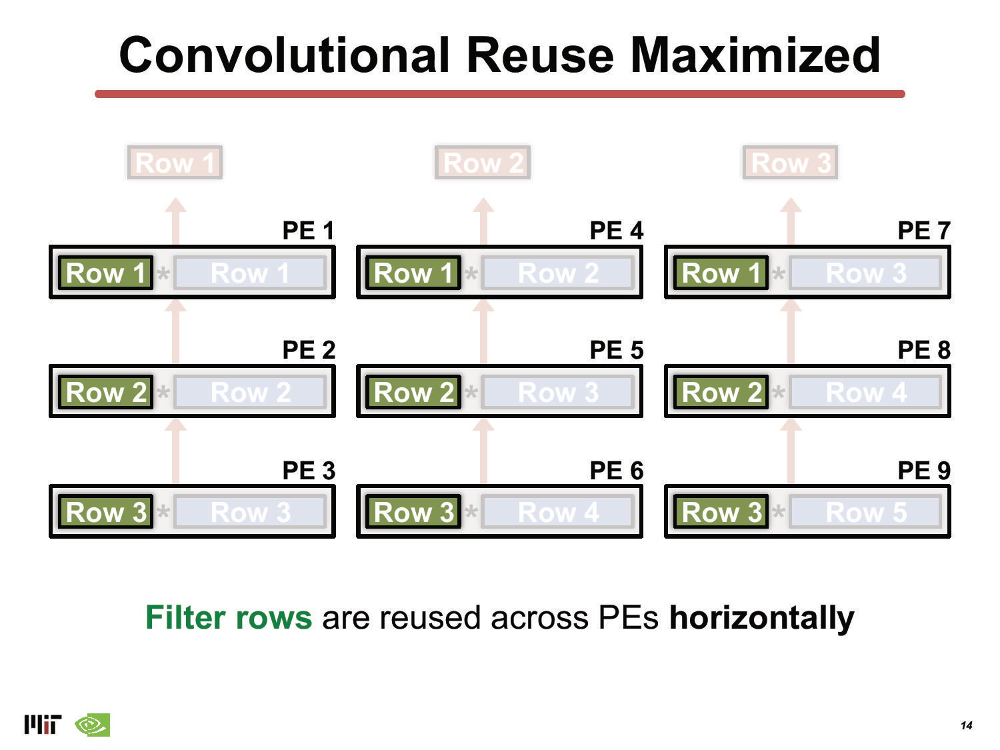 Convolutional Reuse Maximized
Row 1 Row 2 Row 3
PE 1 PE 4 PE 7
Row 1 * Row 1 Row 1 * Row 2 Row 1 * Row 3
PE 2 PE 5 PE 8
Row 2 * Row 2 Row 2 * Row 3 Row 2 * Row 4
PE 3 PE 6 PE 9
Row 3 * Row 3 Row 3 * Row 4 Row 3 * Row 5
Filter rows are reused across PEs horizontally
MIT
14